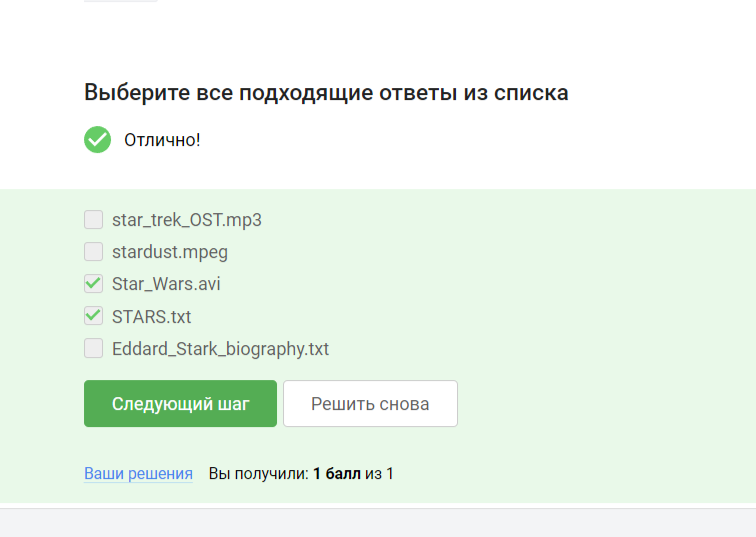 Выберите все подходящие ответы из списка
Отлично!
star_trek_OST.mp3
stardust.mpeg
Star_Wars.avi
STARS.txt
Eddard_Stark_biography.txt
Следующий шаг Решить снова
Ваши решения Вы получили: 1 балл из 1